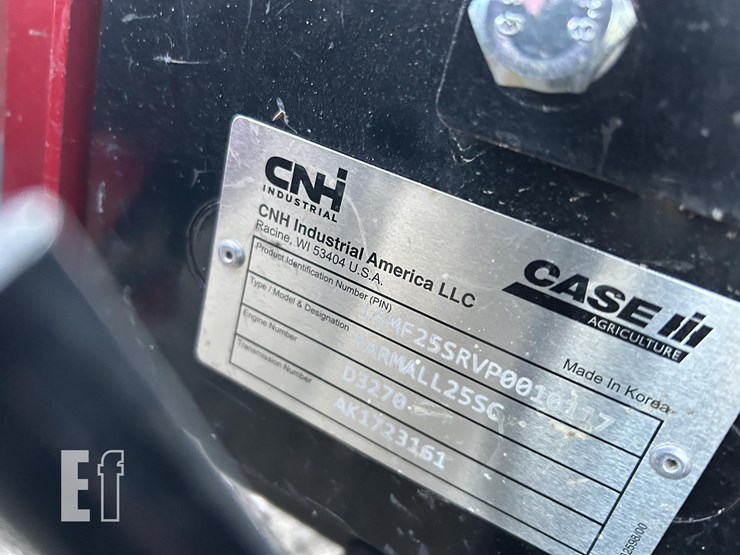 CNH
INDUSTRIAL
CNH Industrial America LLC
Racine, WI 53404 U.S.A.
CASE IH
AGRICULTURE
Made In Korea
Product Identification Number (PIN)
Type / Model & Designation
FARMALL25SC
Engine Number
D3270
Transmission Number
AK1723161
Ef